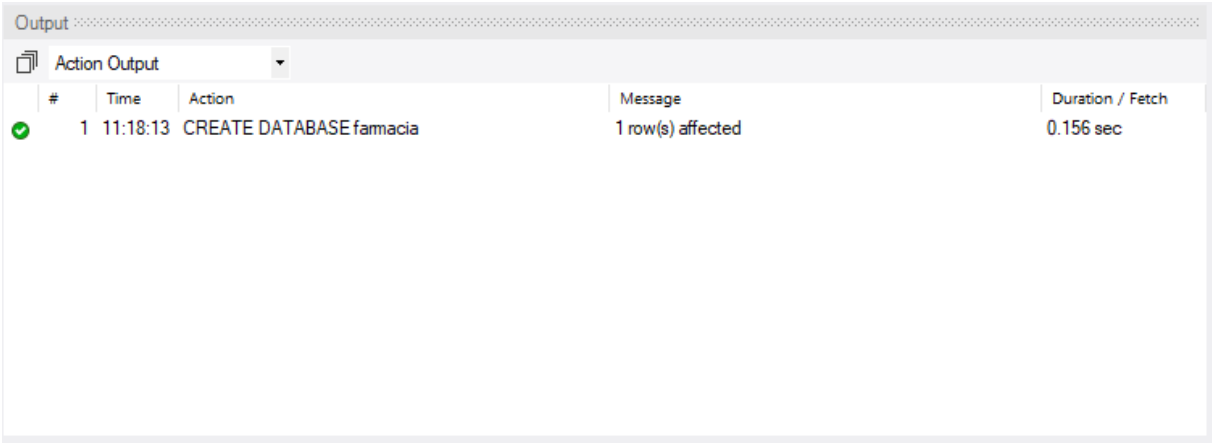 Output
Action Output
# Time Action Message Duration / Fetch
1 11:18:13 CREATE DATABASE farmacia 1 row(s) affected 0.156 sec